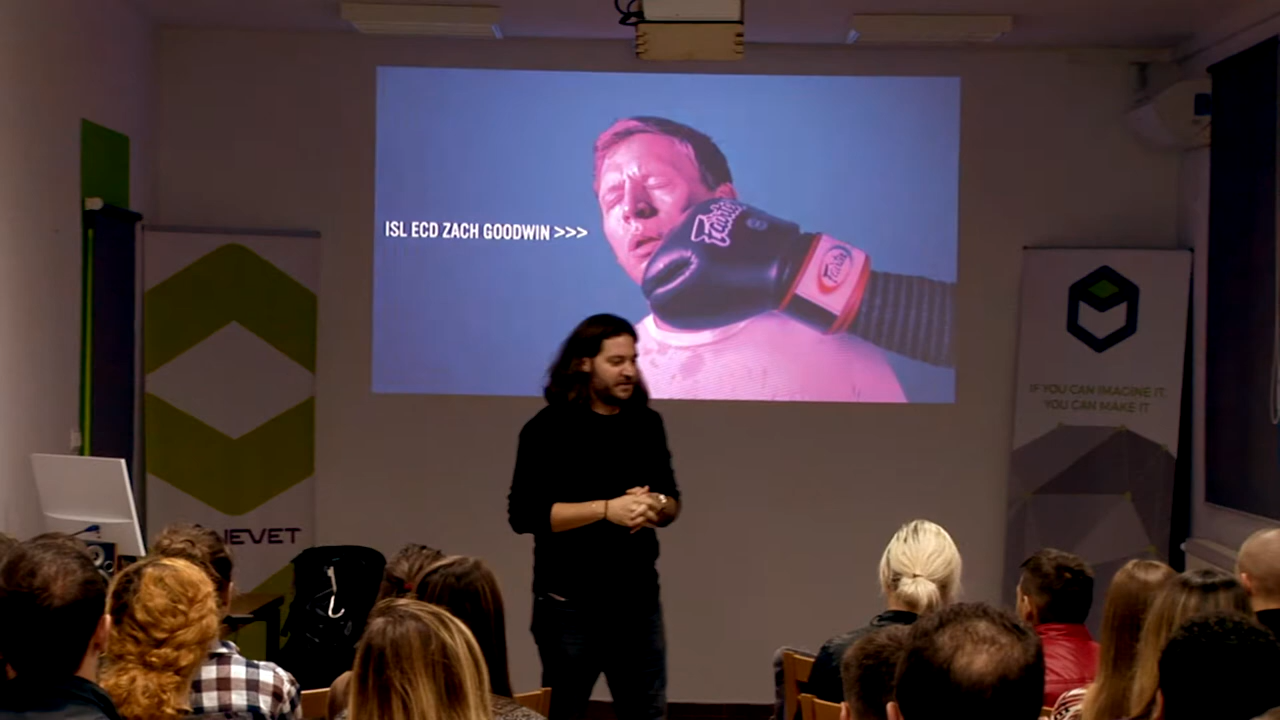 ISL ECD ZACH GOODWIN >>>
Fairtex
Fairtex
IF YOU CAN IMAGINE IT,
YOU CAN MAKE IT
NEVET